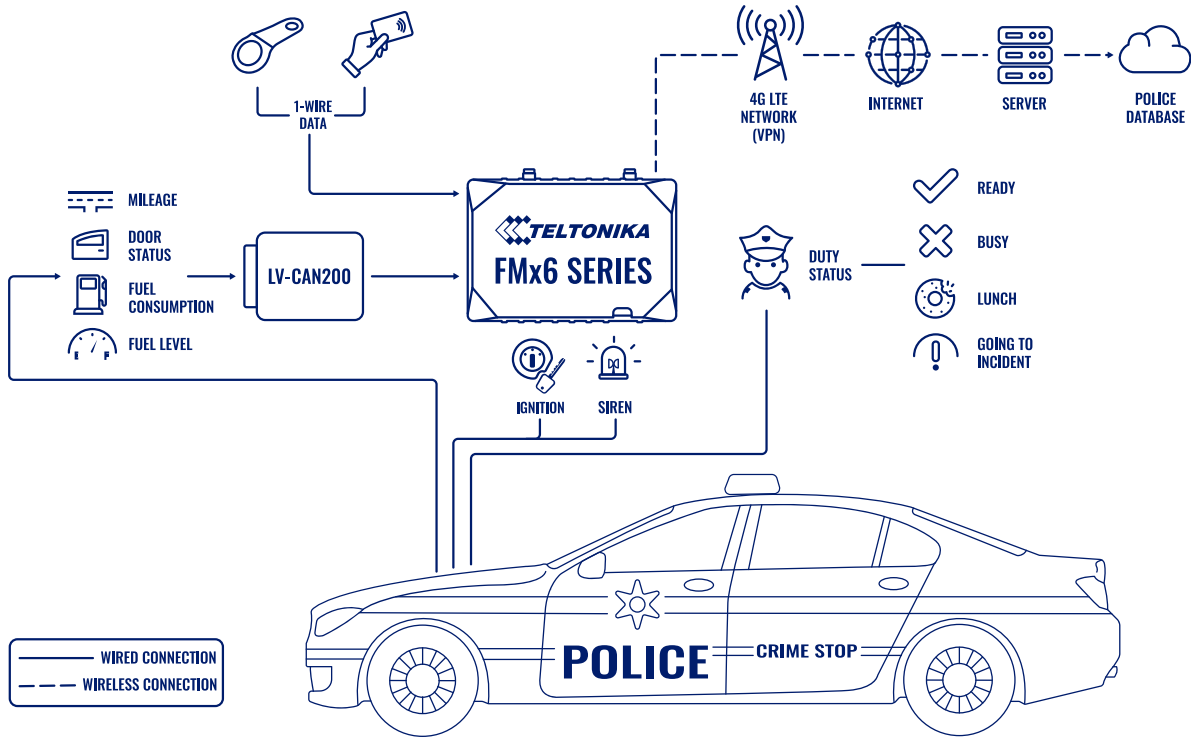 1-WIRE
DATA
4G LTE
NETWORK
(VPN)
INTERNET
SERVER
POLICE
DATABASE
MILEAGE
DOOR
STATUS
FUEL
CONSUMPTION
FUEL LEVEL
E F
LV-CAN200
TELTONIKA
FMx6 SERIES
DUTY
STATUS
READY
BUSY
LUNCH
GOING TO
INCIDENT
IGNITION
SIREN
POLICE
CRIME STOP
WIRED CONNECTION
WIRELESS CONNECTION